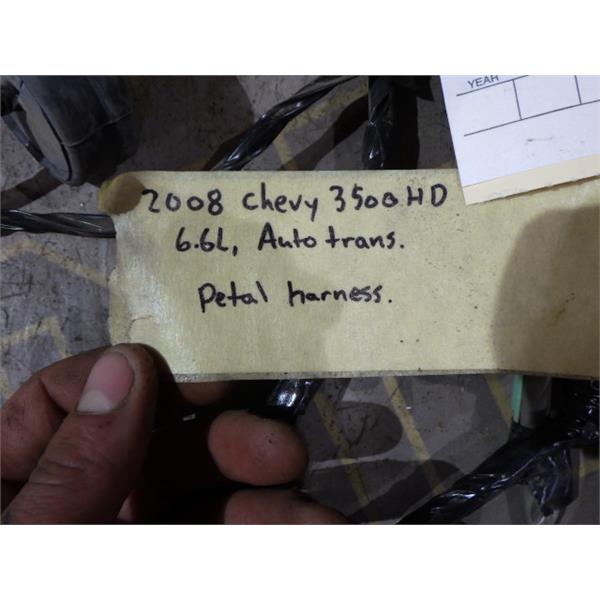 YEAR
2008 Chevy 3500HD
6.6L, Auto trans.
Petal harness.